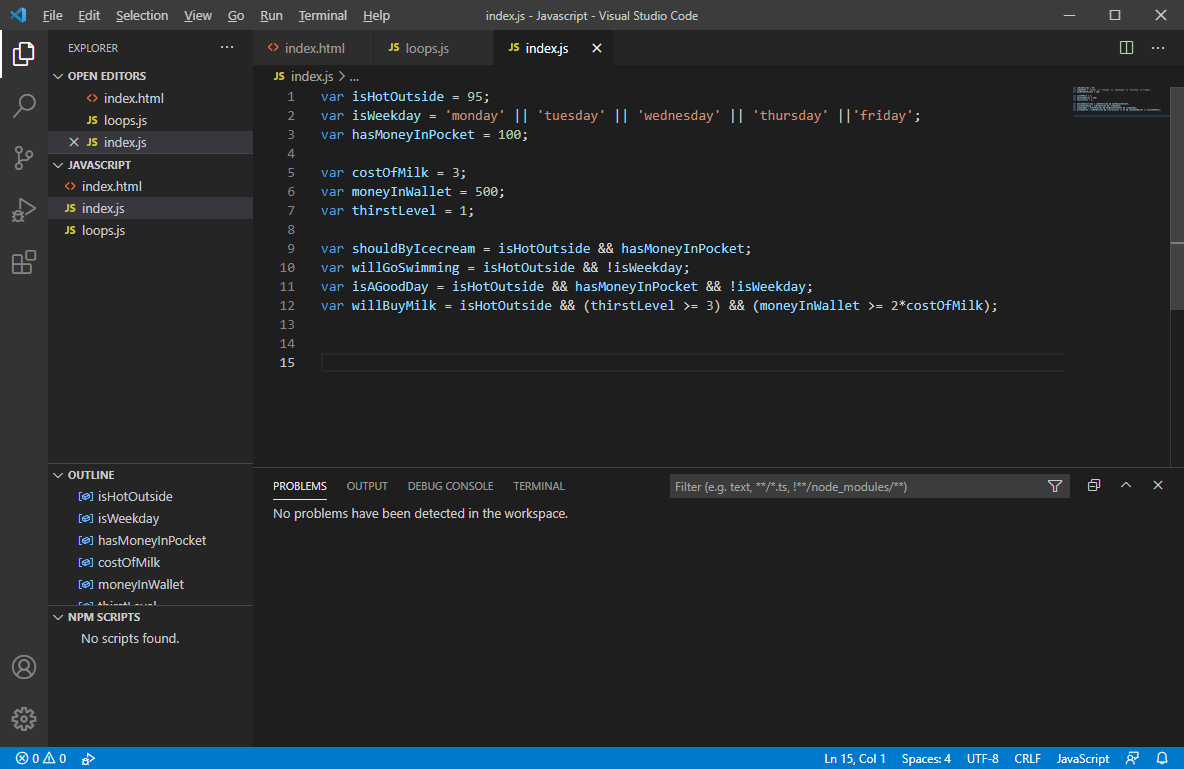 File Edit Selection View Go Run Terminal Help index.js - Javascript - Visual Studio Code
EXPLORER
OPEN EDITORS
index.html
JS loops.js
JS index.js
JAVASCRIPT
index.html
JS index.js
JS loops.js
OUTLINE
isHotOutside
isWeekday
hasMoneyInPocket
costOfMilk
moneyInWallet
thirstLevel
NPM SCRIPTS
No scripts found.
index.html JS loops.js JS index.js
JS index.js > ...
1 var isHotOutside = 95;
2 var isWeekday = 'monday' || 'tuesday' || 'wednesday' || 'thursday' ||'friday';
3 var hasMoneyInPocket = 100;
4
5 var costOfMilk = 3;
6 var moneyInWallet = 500;
7 var thirstLevel = 1;
8
9 var shouldByIcecream = isHotOutside && hasMoneyInPocket;
10 var willGoSwimming = isHotOutside && !isWeekday;
11 var isAGoodDay = isHotOutside && hasMoneyInPocket && !isWeekday;
12 var willBuyMilk = isHotOutside && (thirstLevel >= 3) && (moneyInWallet >= 2*costOfMilk);
13
14
15
PROBLEMS OUTPUT DEBUG CONSOLE TERMINAL Filter (e.g. text, **/*.ts, !**/node_modules/**)
No problems have been detected in the workspace.
0 0 Ln 15, Col 1 Spaces: 4 UTF-8 CRLF JavaScript